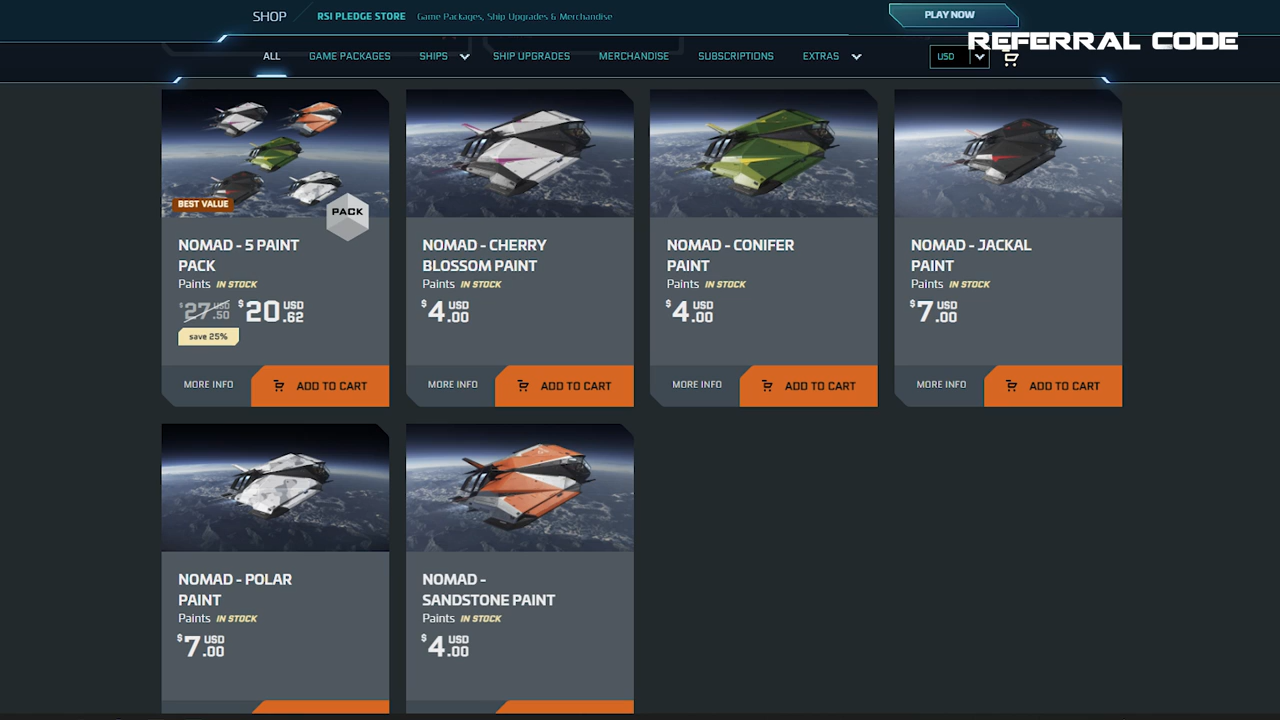 SHOP
RSI PLEDGE STORE Game Packages, Ship Upgrades & Merchandise
PLAY NOW
REFERRAL CODE
ALL GAME PACKAGES SHIPS SHIP UPGRADES MERCHANDISE SUBSCRIPTIONS EXTRAS USD
BEST VALUE
PACK
NOMAD - 5 PAINT
PACK
Paints IN STOCK
$27.50 USD $20.62 USD
save 25%
MORE INFO ADD TO CART
NOMAD - CHERRY
BLOSSOM PAINT
Paints IN STOCK
$4.00 USD
MORE INFO ADD TO CART
NOMAD - CONIFER
PAINT
Paints IN STOCK
$4.00 USD
MORE INFO ADD TO CART
NOMAD - JACKAL
PAINT
Paints IN STOCK
$7.00 USD
MORE INFO ADD TO CART
NOMAD - POLAR
PAINT
Paints IN STOCK
$7.00 USD
NOMAD -
SANDSTONE PAINT
Paints IN STOCK
$4.00 USD